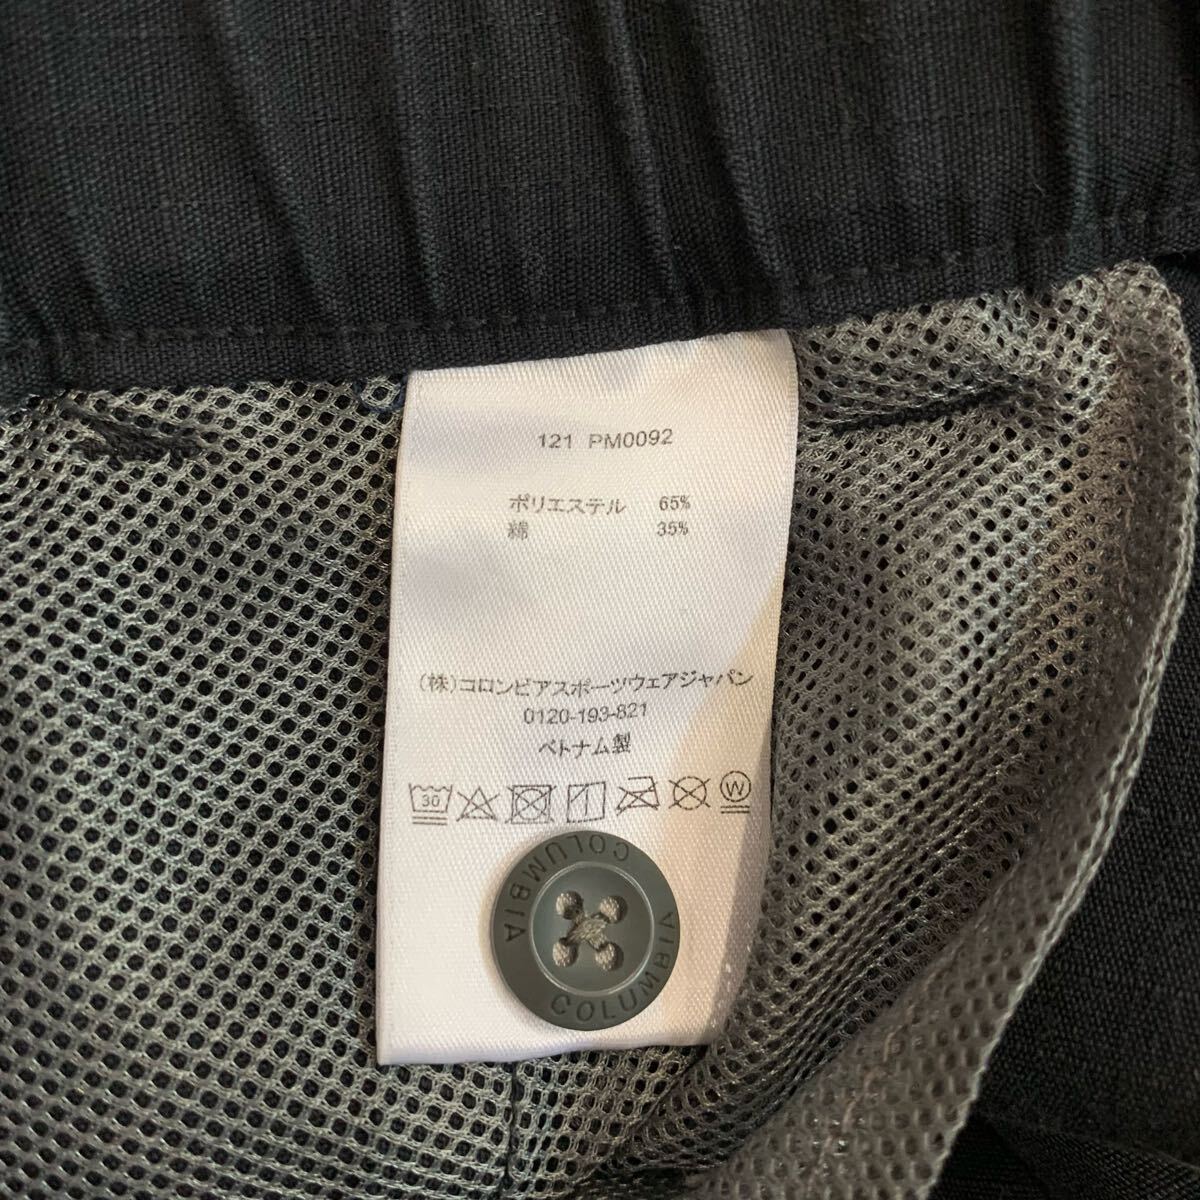 121 PM0092
ポリエステル 65%
綿 35%
(株)コロンビアスポーツウェアジャパン
0120-193-821
ベトナム製
30 W
COLUMBIA
COLUMBIA